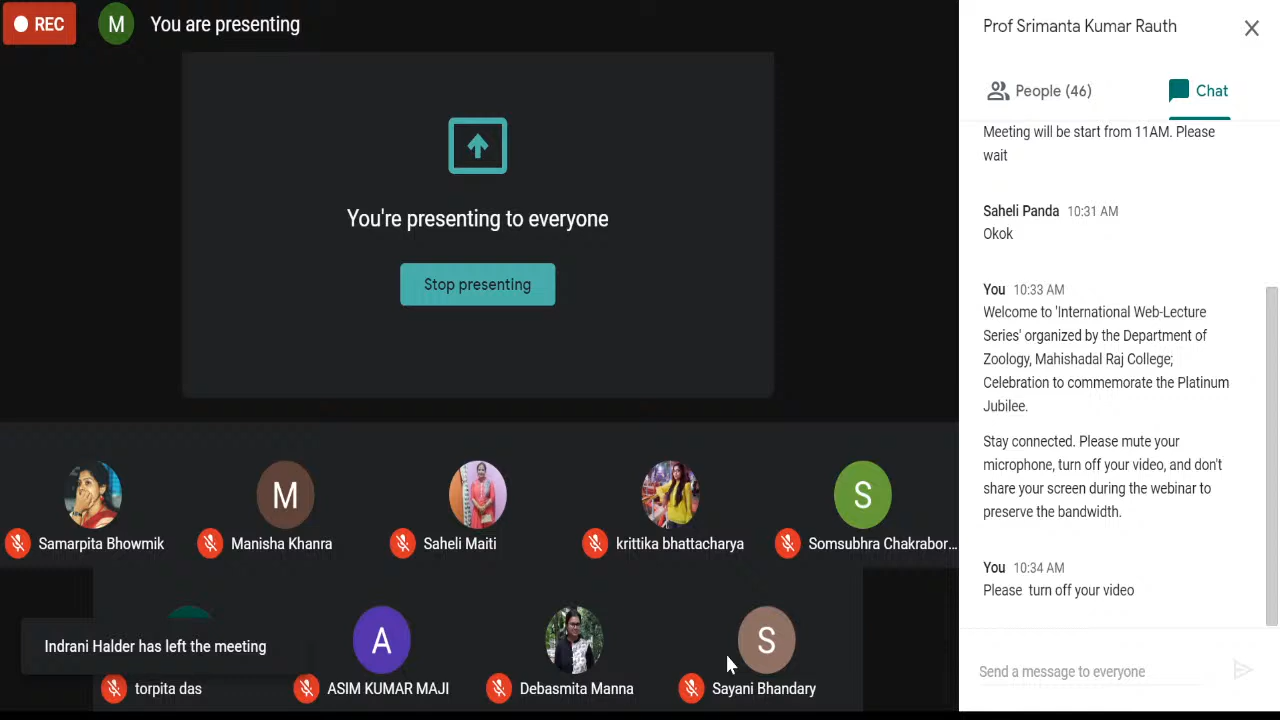 REC
M
You are presenting
You're presenting to everyone
Stop presenting
M
S
Samarpita Bhowmik
Manisha Khanra
Saheli Maiti
krittika bhattacharya
Somsubhra Chakrabor...
Indrani Halder has left the meeting
A
S
torpita das
ASIM KUMAR MAJI
Debasmita Manna
Sayani Bhandary
Prof Srimanta Kumar Rauth
People (46)
Chat
Meeting will be start from 11AM. Please
wait
Saheli Panda 10:31 AM
Okok
You 10:33 AM
Welcome to 'International Web-Lecture
Series' organized by the Department of
Zoology, Mahishadal Raj College;
Celebration to commemorate the Platinum
Jubilee.
Stay connected. Please mute your
microphone, turn off your video, and don't
share your screen during the webinar to
preserve the bandwidth.
You 10:34 AM
Please turn off your video
Send a message to everyone